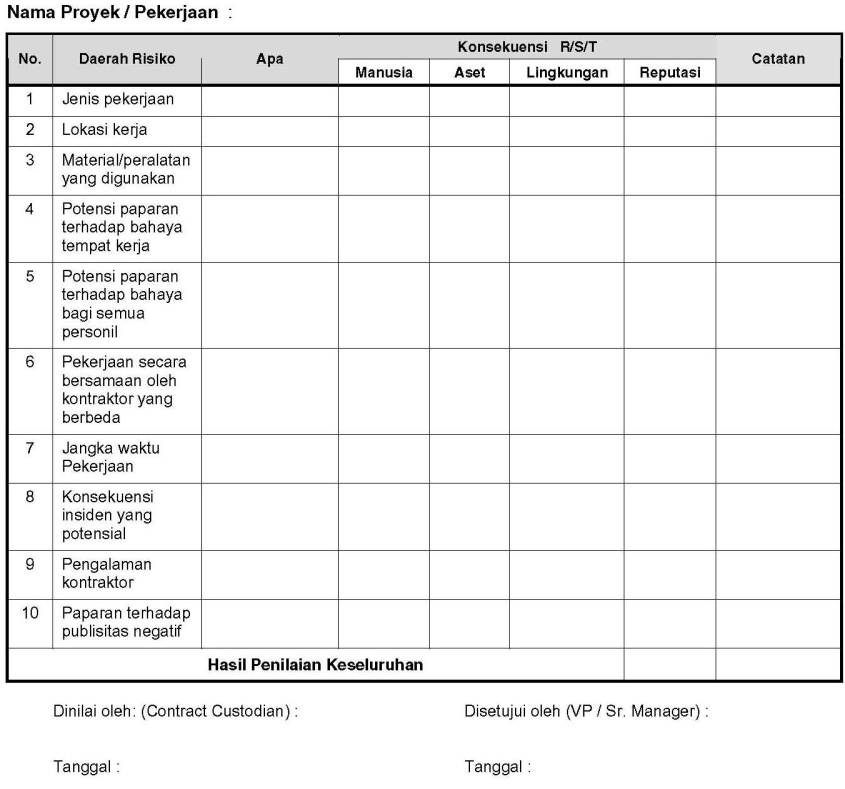 Nama Proyek / Pekerjaan :
No. Daerah Risiko Apa Konsekuensi R/S/T Catatan
Manusia Aset Lingkungan Reputasi
1 Jenis pekerjaan
2 Lokasi kerja
3 Material/peralatan
yang digunakan
4 Potensi paparan
terhadap bahaya
tempat kerja
5 Potensi paparan
terhadap bahaya
bagi semua
personil
6 Pekerjaan secara
bersamaan oleh
kontraktor yang
berbeda
7 Jangka waktu
Pekerjaan
8 Konsekuensi
insiden yang
potensial
9 Pengalaman
kontraktor
10 Paparan terhadap
publisitas negatif
Hasil Penilaian Keseluruhan
Dinilai oleh: (Contract Custodian) : Disetujui oleh (VP / Sr. Manager) :
Tanggal : Tanggal :